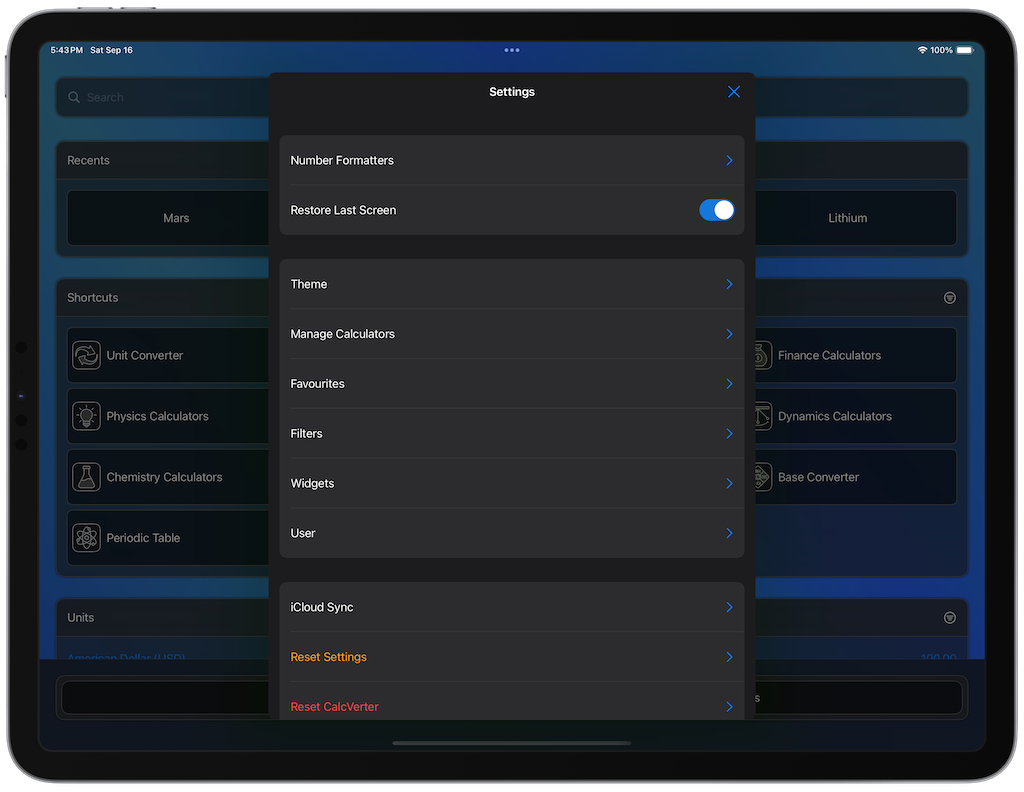 5:43 PM Sat Sep 16
100%
Search
Settings
Recents
Mars
Lithium
Number Formatters
Restore Last Screen
Shortcuts
Unit Converter
Finance Calculators
Physics Calculators
Dynamics Calculators
Chemistry Calculators
Base Converter
Periodic Table
Theme
Manage Calculators
Favourites
Filters
Widgets
User
Units
American Dollar (USD)
100.00
iCloud Sync
Reset Settings
Reset CalcVerter